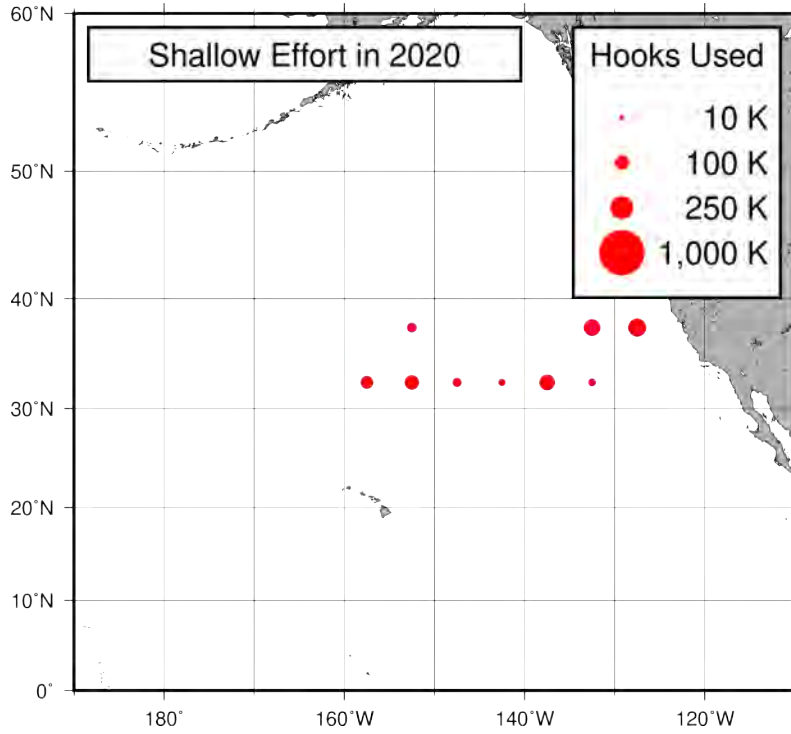 Shallow Effort in 2020
Hooks Used
10 K
100 K
250 K
1,000 K
60˚N
50˚N
40˚N
30˚N
20˚N
10˚N
0˚
180˚
160˚W
140˚W
120˚W